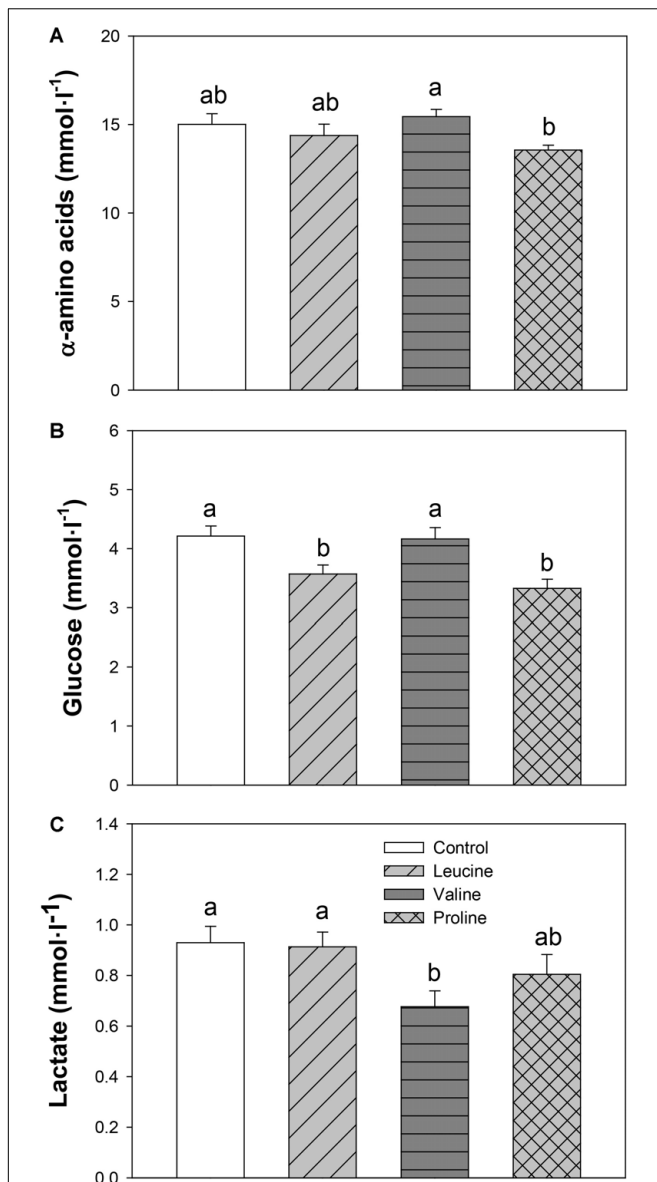 A
α-amino acids (mmol·l⁻¹)
20
15
10
5
0
ab
ab
a
b
B
Glucose (mmol·l⁻¹)
6
5
4
3
2
1
0
a
b
a
b
C
Lactate (mmol·l-1)
1.4
1.2
1.0
0.8
0.6
0.4
0.2
0.0
Control
Leucine
Valine
Proline
a
a
b
ab